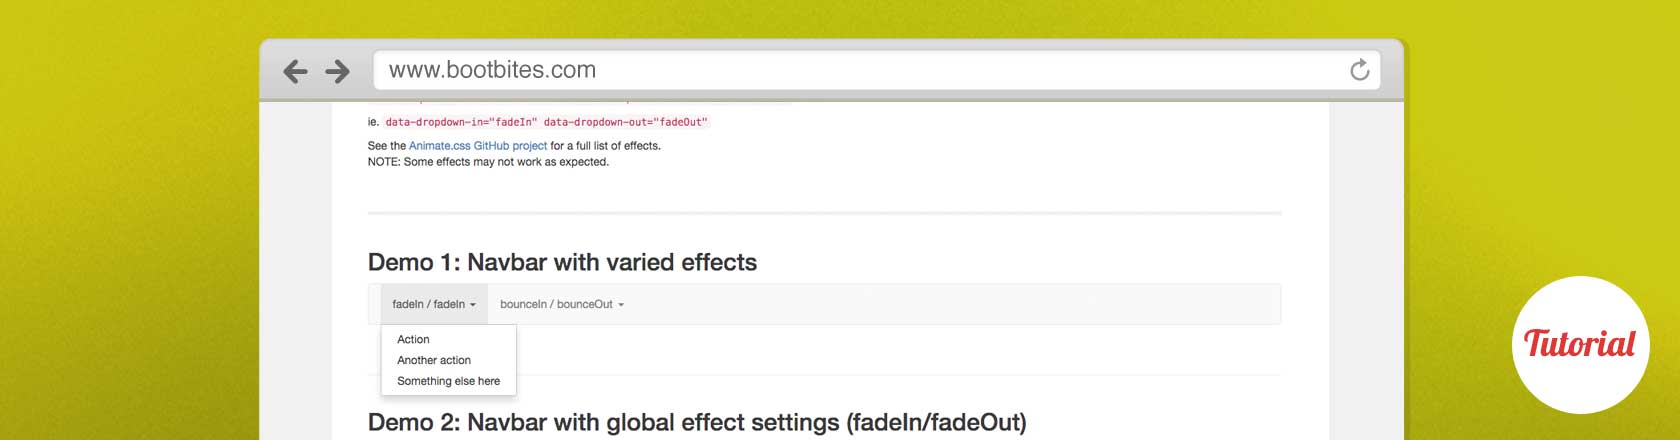 www.bootbites.com
ie. data-dropdown-in="fadeIn" data-dropdown-out="fadeOut"
See the Animate.css GitHub project for a full list of effects.
NOTE: Some effects may not work as expected.
Demo 1: Navbar with varied effects
fadeIn / fadeIn bounceIn / bounceOut
Action
Another action
Something else here
Tutorial
Demo 2: Navbar with global effect settings (fadeIn/fadeOut)